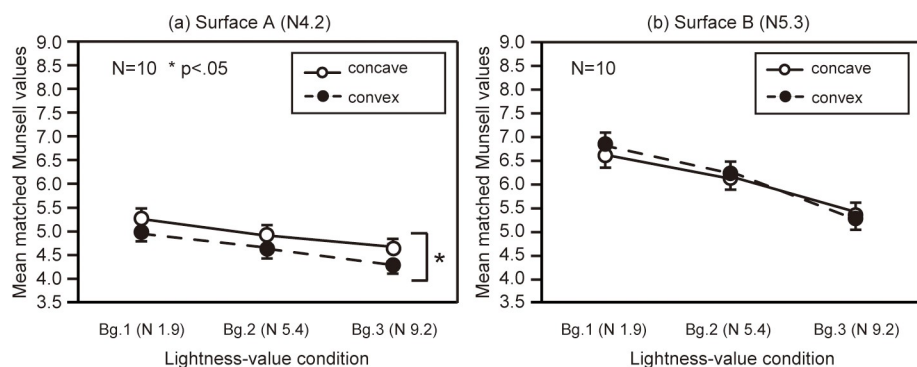 (a) Surface A (N4.2)
Mean matched Munsell values
9.0
8.5
8.0
7.5
7.0
6.5
6.0
5.5
5.0
4.5
4.0
3.5
N=10 * p<.05
concave
convex
*
Bg.1 (N 1.9) Bg.2 (N 5.4) Bg.3 (N 9.2)
Lightness-value condition
(b) Surface B (N5.3)
Mean matched Munsell values
9.0
8.5
8.0
7.5
7.0
6.5
6.0
5.5
5.0
4.5
4.0
3.5
N=10
concave
convex
Bg.1 (N 1.9) Bg.2 (N 5.4) Bg.3 (N 9.2)
Lightness-value condition